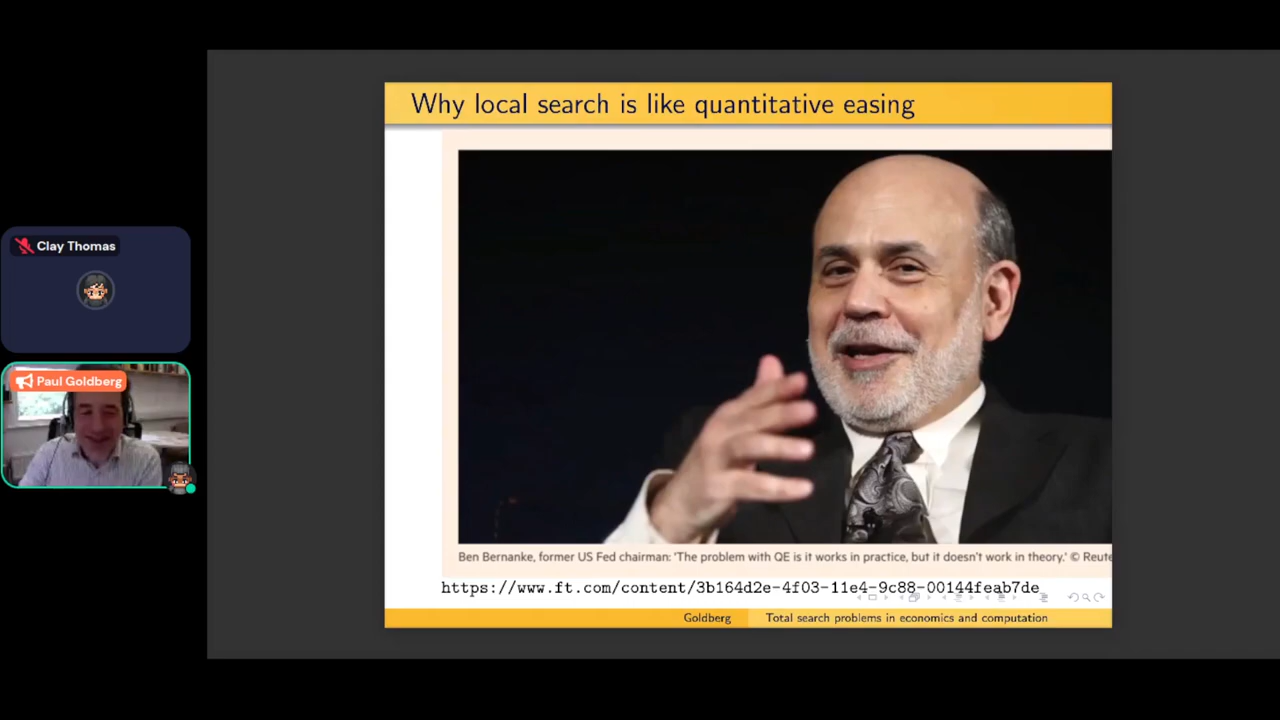 Why local search is like quantitative easing
Clay Thomas
Paul Goldberg
Ben Bernanke, former US Fed chairman: 'The problem with QE is it works in practice, but it doesn't work in theory.' © Reute
https://www.ft.com/content/3b164d2e-4f03-11e4-9c88-00144feab7de
Goldberg
Total search problems in economics and computation